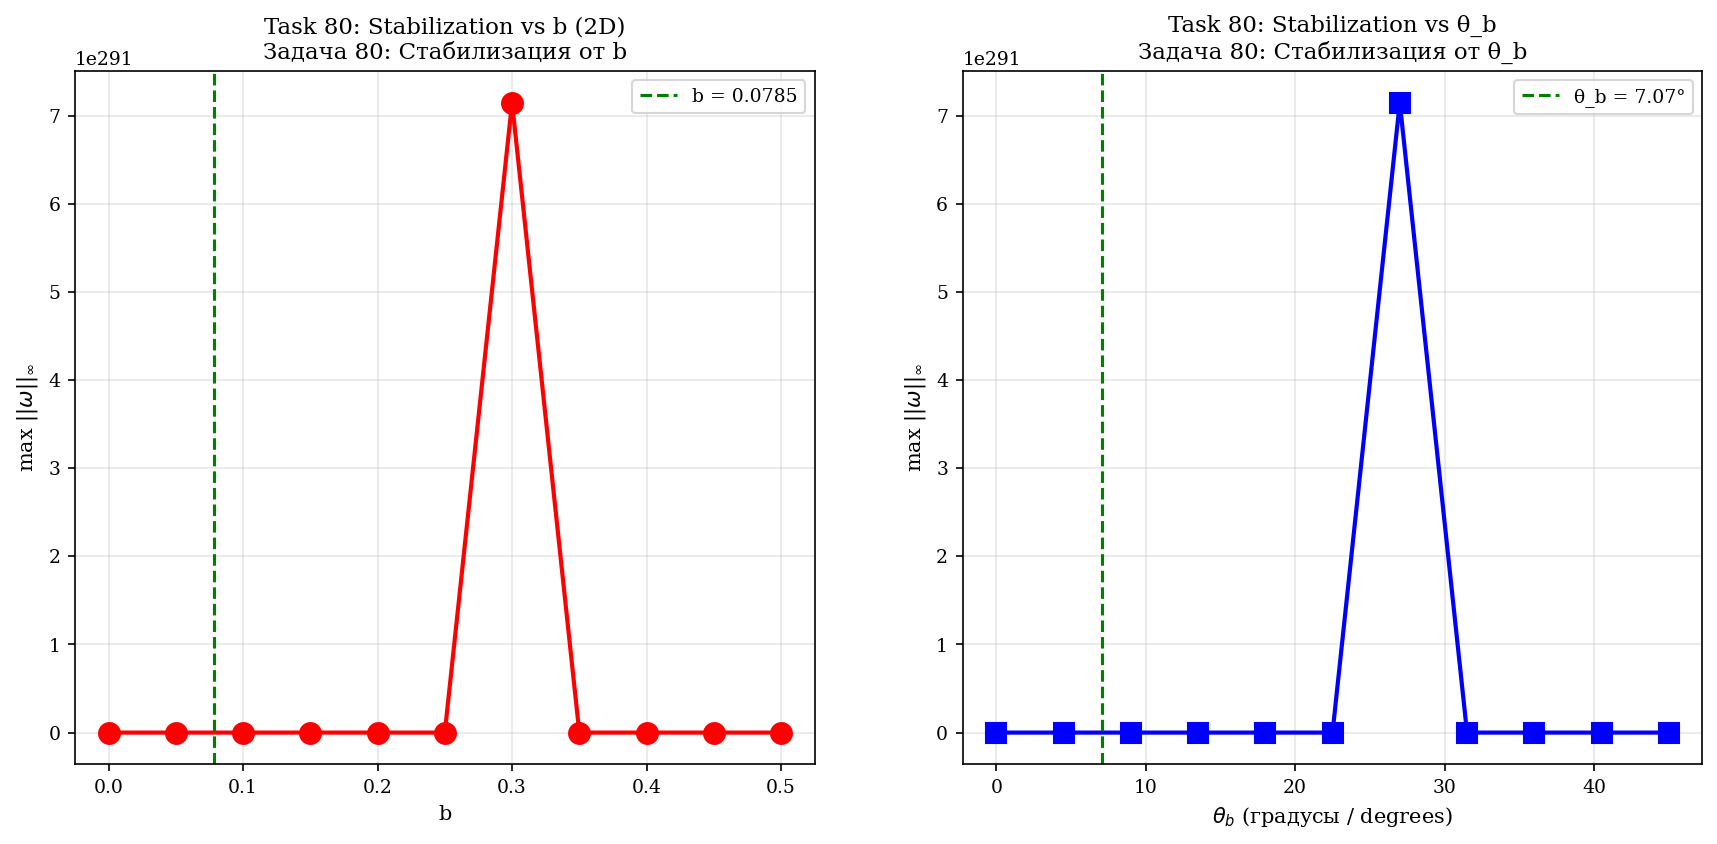 Task 80: Stabilization vs b (2D)
Задача 80: Стабилизация от b
1e291
b = 0.0785
7
6
5
4
3
2
1
0
max ||ω||∞
0.0
0.1
0.2
0.3
0.4
0.5
b
Task 80: Stabilization vs θ_b
Задача 80: Стабилизация от θ_b
1e291
θ_b = 7.07°
7
6
5
4
3
2
1
0
max ||ω||∞
0
10
20
30
40
θb (градусы / degrees)